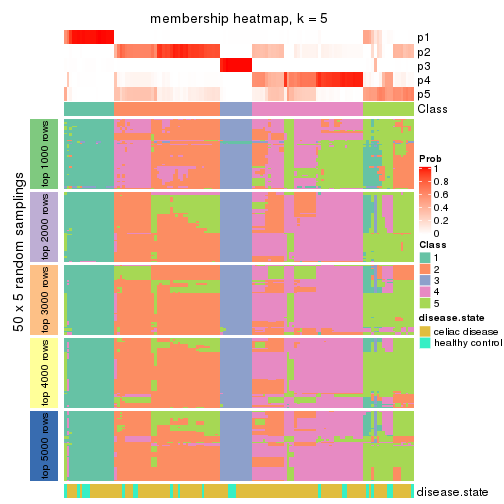 membership heatmap, k = 5
p1
p2
p3
p4
p5
Class
50 x 5 random samplings
top 1000 rows
top 2000 rows
top 3000 rows
top 4000 rows
top 5000 rows
Prob
1
0.8
0.6
0.4
0.2
0
Class
1
2
3
4
5
disease.state
celiac disease
healthy control
disease.state